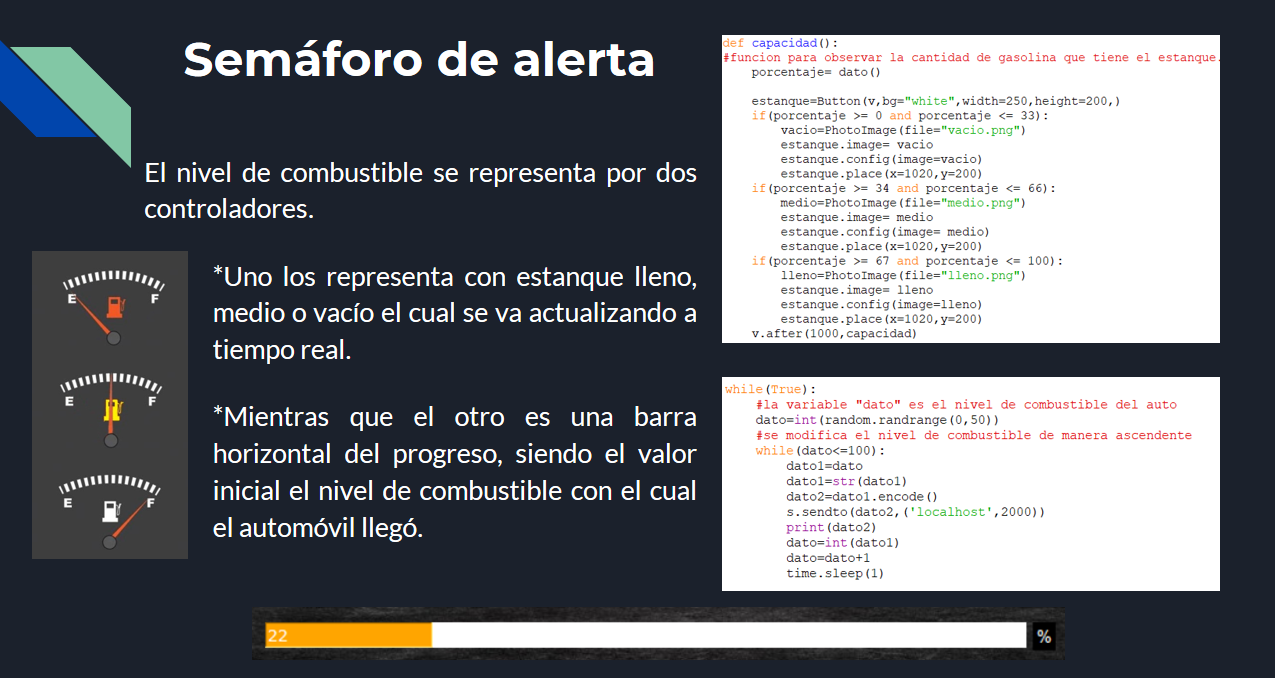 Semáforo de alerta
El nivel de combustible se representa por dos
controladores.
*Uno los representa con estanque lleno,
medio o vacío el cual se va actualizando a
tiempo real.
*Mientras que el otro es una barra
horizontal del progreso, siendo el valor
inicial el nivel de combustible con el cual
el automóvil llegó.
E F
E F
E F
def capacidad():
#funcion para observar la cantidad de gasolina que tiene el estanque.
    porcentaje= dato()
    estanque=Button(v,bg="white",width=250,height=200,)
    if(porcentaje >= 0 and porcentaje <= 33):
        vacio=PhotoImage(file="vacio.png")
        estanque.image= vacio
        estanque.config(image=vacio)
        estanque.place(x=1020,y=200)
    if(porcentaje >= 34 and porcentaje <= 66):
        medio=PhotoImage(file="medio.png")
        estanque.image= medio
        estanque.config(image= medio)
        estanque.place(x=1020,y=200)
    if(porcentaje >= 67 and porcentaje <= 100):
        lleno=PhotoImage(file="lleno.png")
        estanque.image= lleno
        estanque.config(image=lleno)
        estanque.place(x=1020,y=200)
    v.after(1000,capacidad)
while(True):
    #la variable "dato" es el nivel de combustible del auto
    dato=int(random.randrange(0,50))
    #se modifica el nivel de combustible de manera ascendente
    while(dato<=100):
        dato1=dato
        dato1=str(dato1)
        dato2=dato1.encode()
        s.sendto(dato2,('localhost',2000))
        print(dato2)
        dato=int(dato1)
        dato=dato+1
        time.sleep(1)
22 %